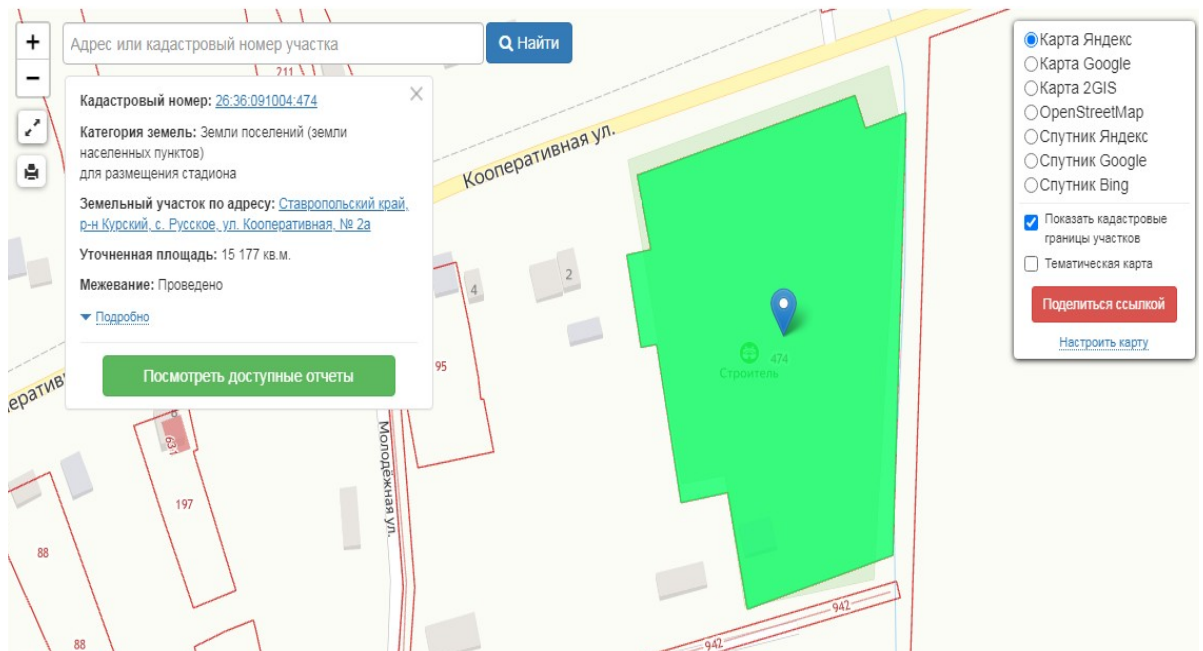 +
−
Адрес или кадастровый номер участка
Найти
211
Кадастровый номер: 26:36:091004:474
Категория земель: Земли поселений (земли
населенных пунктов)
для размещения стадиона
Земельный участок по адресу: Ставропольский край,
р-н Курский, с. Русское, ул. Кооперативная, № 2а
Уточненная площадь: 15 177 кв.м.
Межевание: Проведено
Подробно
Посмотреть доступные отчеты
Карта Яндекс
Карта Google
Карта 2GIS
OpenStreetMap
Спутник Яндекс
Спутник Google
Спутник Bing
Показать кадастровые
границы участков
Тематическая карта
Поделиться ссылкой
Настроить карту
Кооперативная ул.
2
4
95
474
Строитель
Молодёжная ул.
631
197
88
88
942
942